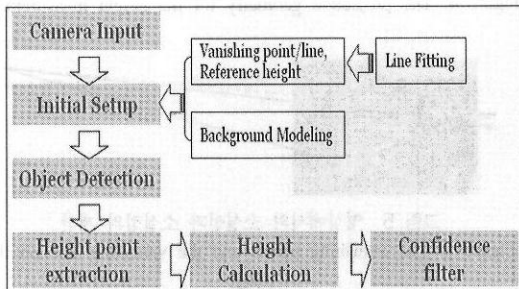 Camera Input
Vanishing point/line,
Reference height
Line Fitting
Initial Setup
Background Modeling
Object Detection
Height point
extraction
Height
Calculation
Confidence
filter